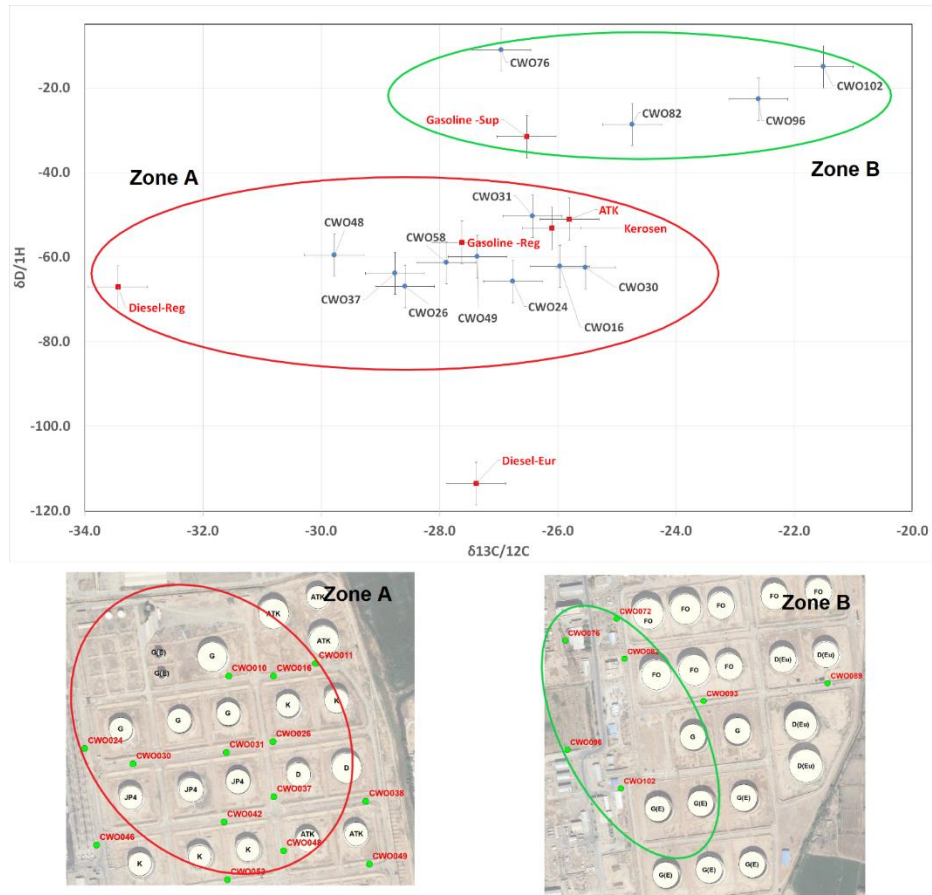 -20.0
-40.0
-60.0
-80.0
-100.0
-120.0
δD/1H
-34.0
-32.0
-30.0
-28.0
-26.0
-24.0
-22.0
-20.0
δ13C/12C
CWO76
CWO102
Gasoline -Sup
CWO82
CWO96
Zone A
Zone B
CWO31
ATK
CWO48
Kerosen
CWO58
Gasoline -Reg
Diesel-Reg
CWO37
CWO26
CWO49
CWO24
CWO16
CWO30
Diesel-Eur
Zone A
ATK
ATK
ATK
G(E)
G(E)
G
CWO010
CWO016
CWO011
G
G
G
K
K
CWO024
CWO030
CWO031
CWO026
JP4
JP4
JP4
D
D
CWO037
CWO038
CWO042
CWO046
K
K
K
CWO048
ATK
ATK
CWO049
Zone B
CWO072
FO
FO
FO
FO
FO
CWO076
CWO082
FO
FO
FO
D(Eu)
D(Eu)
CWO089
CWO093
CWO096
G
G
D(Eu)
D(Eu)
CWO102
G(E)
G(E)
G(E)
G(E)
G(E)
G(E)